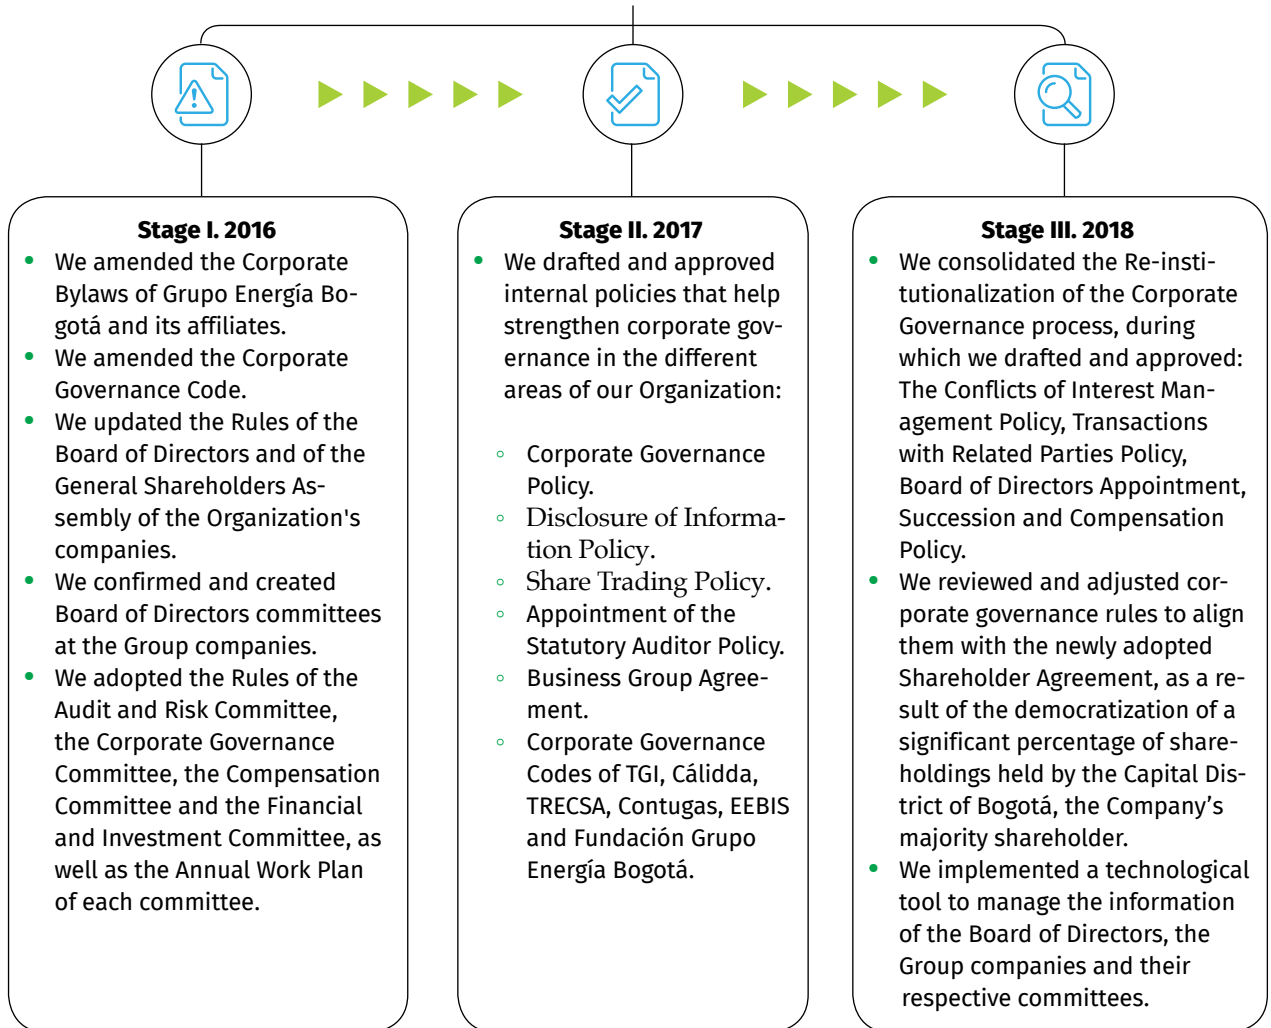 Stage I. 2016
• We amended the Corporate
Bylaws of Grupo Energía Bo-
gotá and its affiliates.
• We amended the Corporate
Governance Code.
• We updated the Rules of the
Board of Directors and of the
General Shareholders As-
sembly of the Organization's
companies.
• We confirmed and created
Board of Directors committees
at the Group companies.
• We adopted the Rules of the
Audit and Risk Committee,
the Corporate Governance
Committee, the Compensation
Committee and the Financial
and Investment Committee, as
well as the Annual Work Plan
of each committee.
Stage II. 2017
• We drafted and approved
internal policies that help
strengthen corporate gov-
ernance in the different
areas of our Organization:
◦ Corporate Governance
Policy.
◦ Disclosure of Informa-
tion Policy.
◦ Share Trading Policy.
◦ Appointment of the
Statutory Auditor Policy.
◦ Business Group Agree-
ment.
◦ Corporate Governance
Codes of TGI, Cálidda,
TRECSA, Contugas, EEBIS
and Fundación Grupo
Energía Bogotá.
Stage III. 2018
• We consolidated the Re-insti-
tutionalization of the Corporate
Governance process, during
which we drafted and approved:
The Conflicts of Interest Man-
agement Policy, Transactions
with Related Parties Policy,
Board of Directors Appointment,
Succession and Compensation
Policy.
• We reviewed and adjusted cor-
porate governance rules to align
them with the newly adopted
Shareholder Agreement, as a re-
sult of the democratization of a
significant percentage of share-
holdings held by the Capital Dis-
trict of Bogotá, the Company’s
majority shareholder.
• We implemented a technological
tool to manage the information
of the Board of Directors, the
Group companies and their
respective committees.